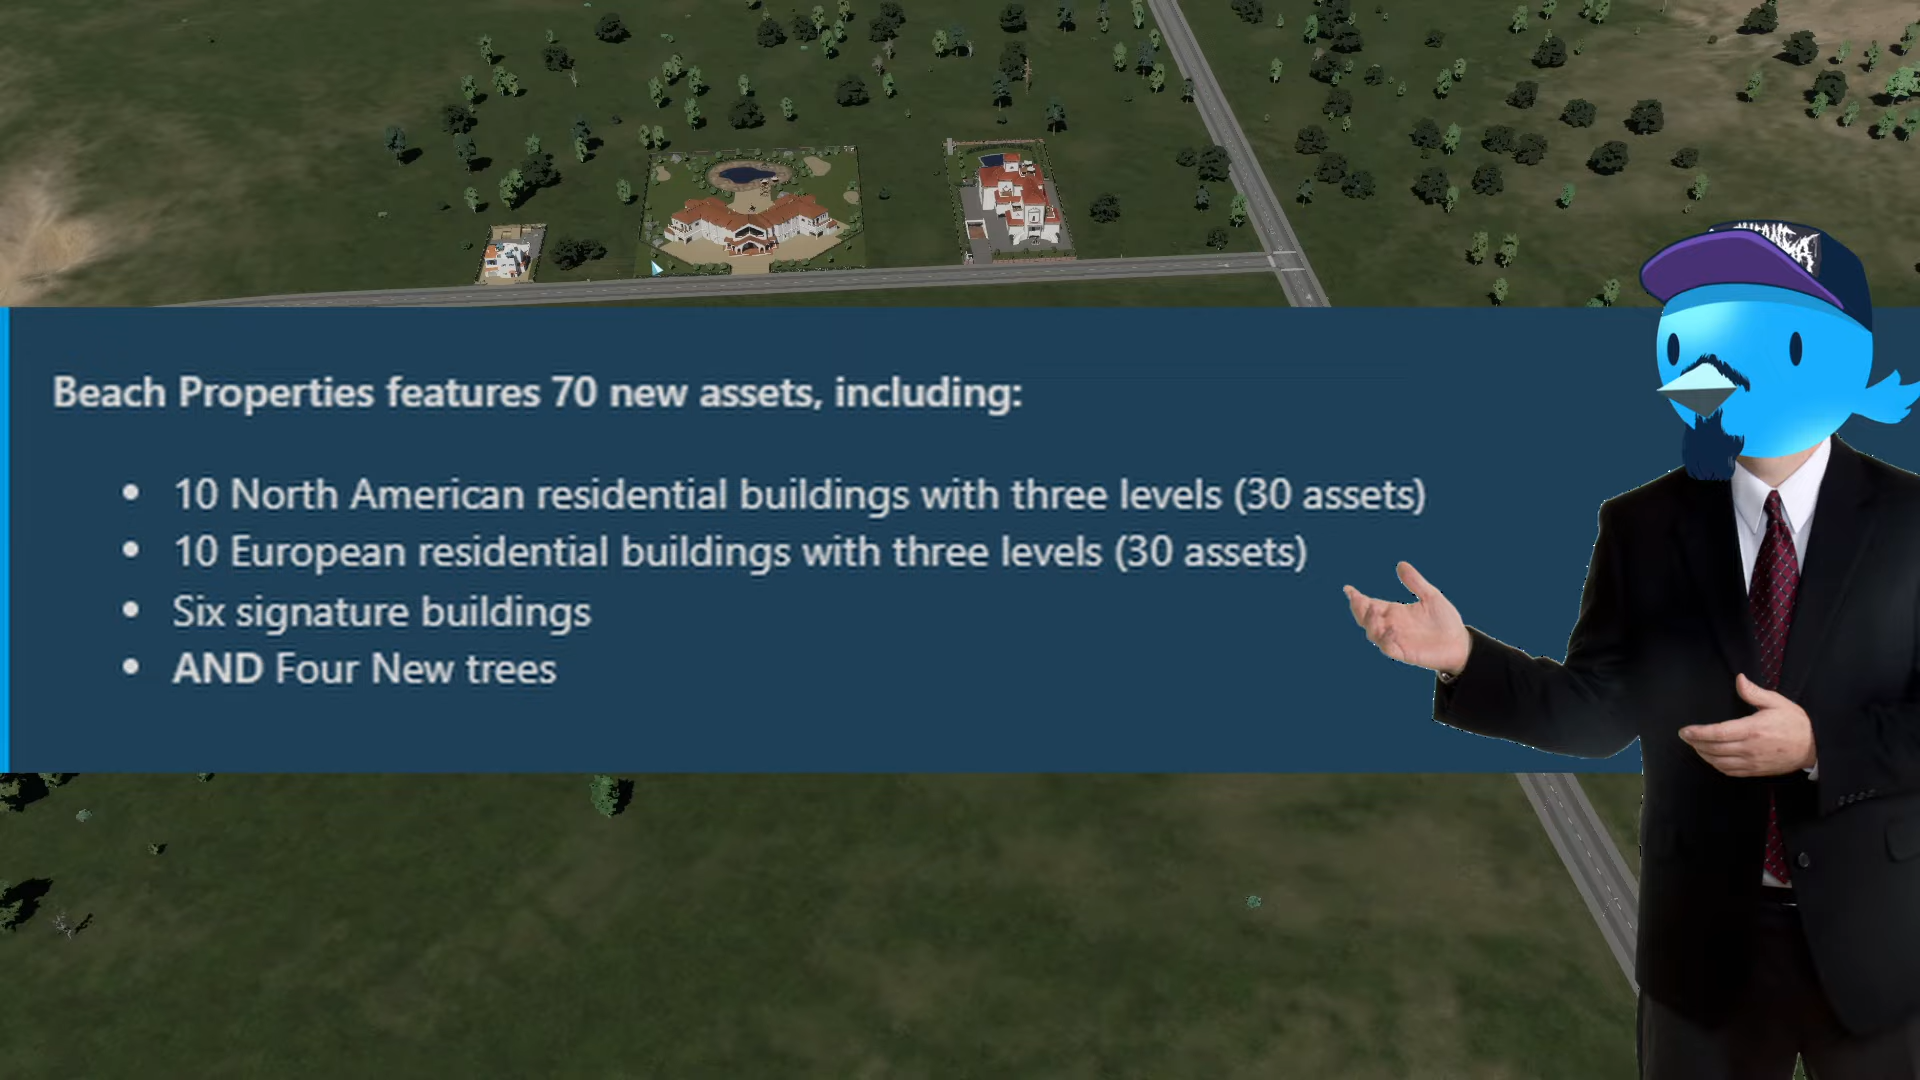 Beach Properties features 70 new assets, including:
• 10 North American residential buildings with three levels (30 assets)
• 10 European residential buildings with three levels (30 assets)
• Six signature buildings
• AND Four New trees